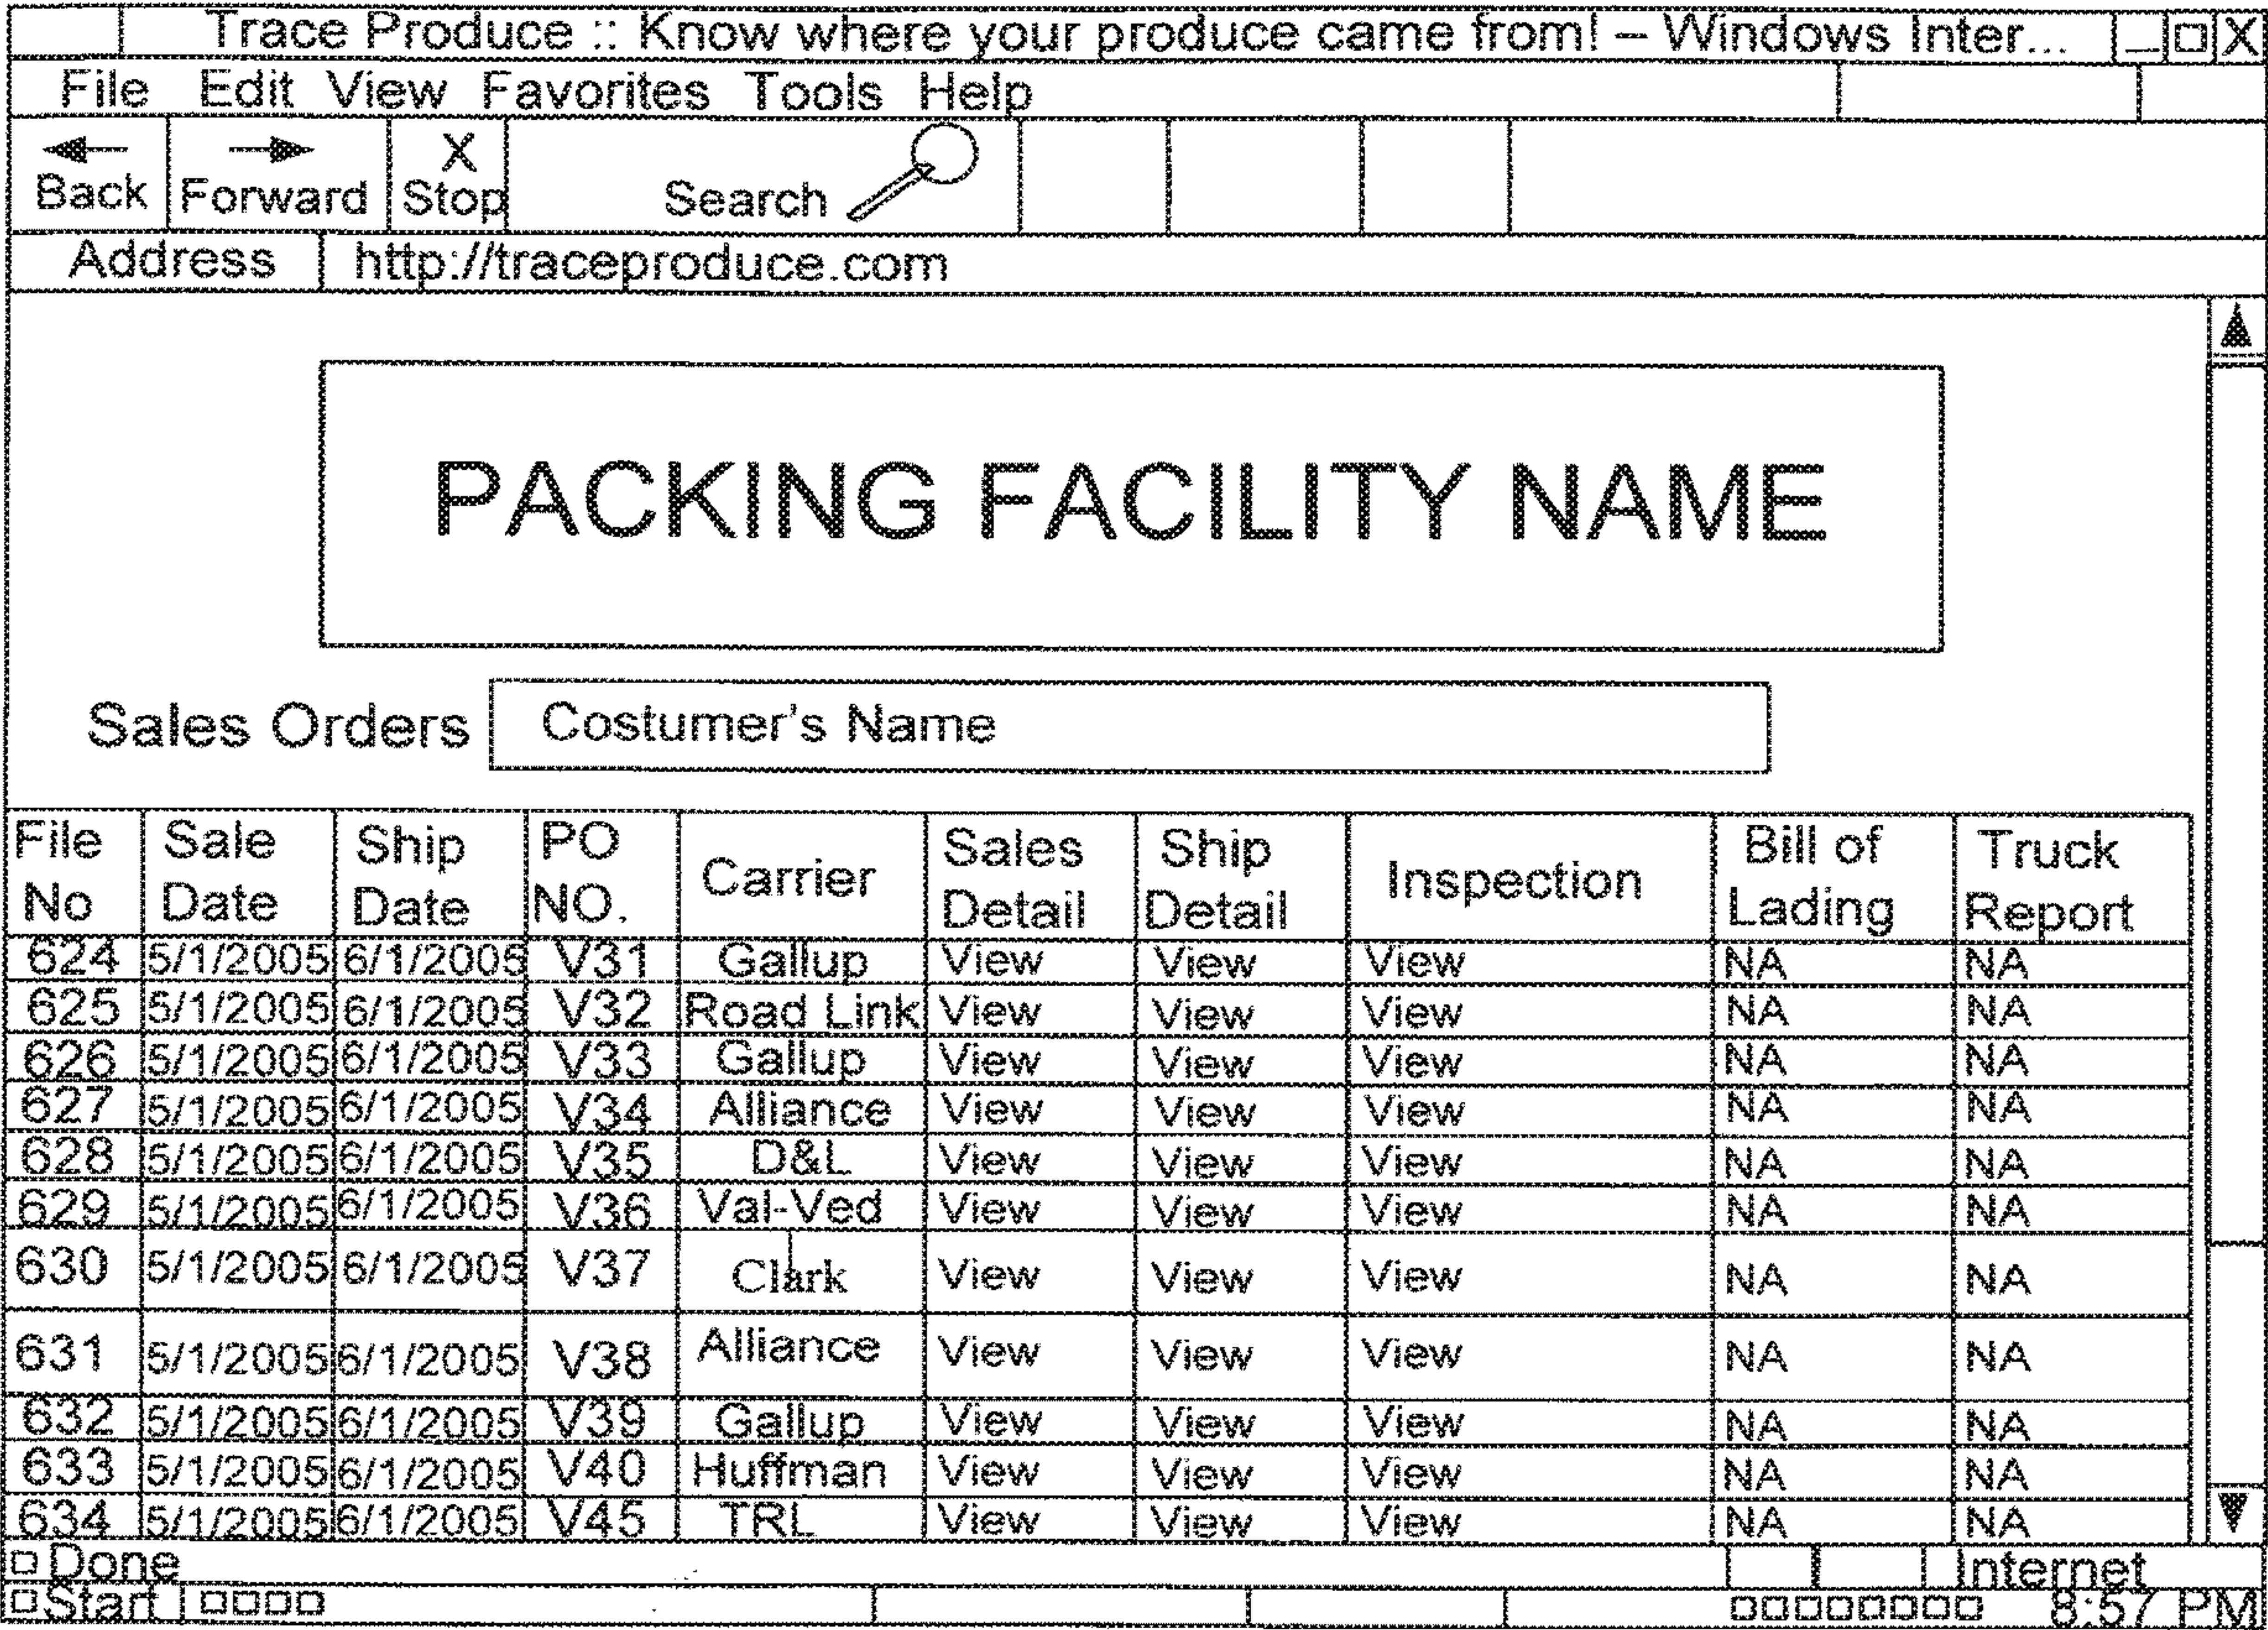 Trace Produce :: Know where your produce came from! – Windows Inter... _ X
File Edit View Favorites Tools Help
X
Back Forward Stop Search
Address http://traceproduce.com
PACKING FACILITY NAME
Sales Orders Costumer's Name
File No Sale Date Ship Date PO NO. Carrier Sales Detail Ship Detail Inspection Bill of Lading Truck Report
624 5/1/2005 6/1/2005 V31 Gallup View View View NA NA
625 5/1/2005 6/1/2005 V32 Road Link View View View NA NA
626 5/1/2005 6/1/2005 V33 Gallup View View View NA NA
627 5/1/2005 6/1/2005 V34 Alliance View View View NA NA
628 5/1/2005 6/1/2005 V35 D&L View View View NA NA
629 5/1/2005 6/1/2005 V36 Val-Ved View View View NA NA
630 5/1/2005 6/1/2005 V37 Clark View View View NA NA
631 5/1/2005 6/1/2005 V38 Alliance View View View NA NA
632 5/1/2005 6/1/2005 V39 Gallup View View View NA NA
633 5/1/2005 6/1/2005 V40 Huffman View View View NA NA
634 5/1/2005 6/1/2005 V45 TRL View View View NA NA
Done Internet
Start 8:57 PM